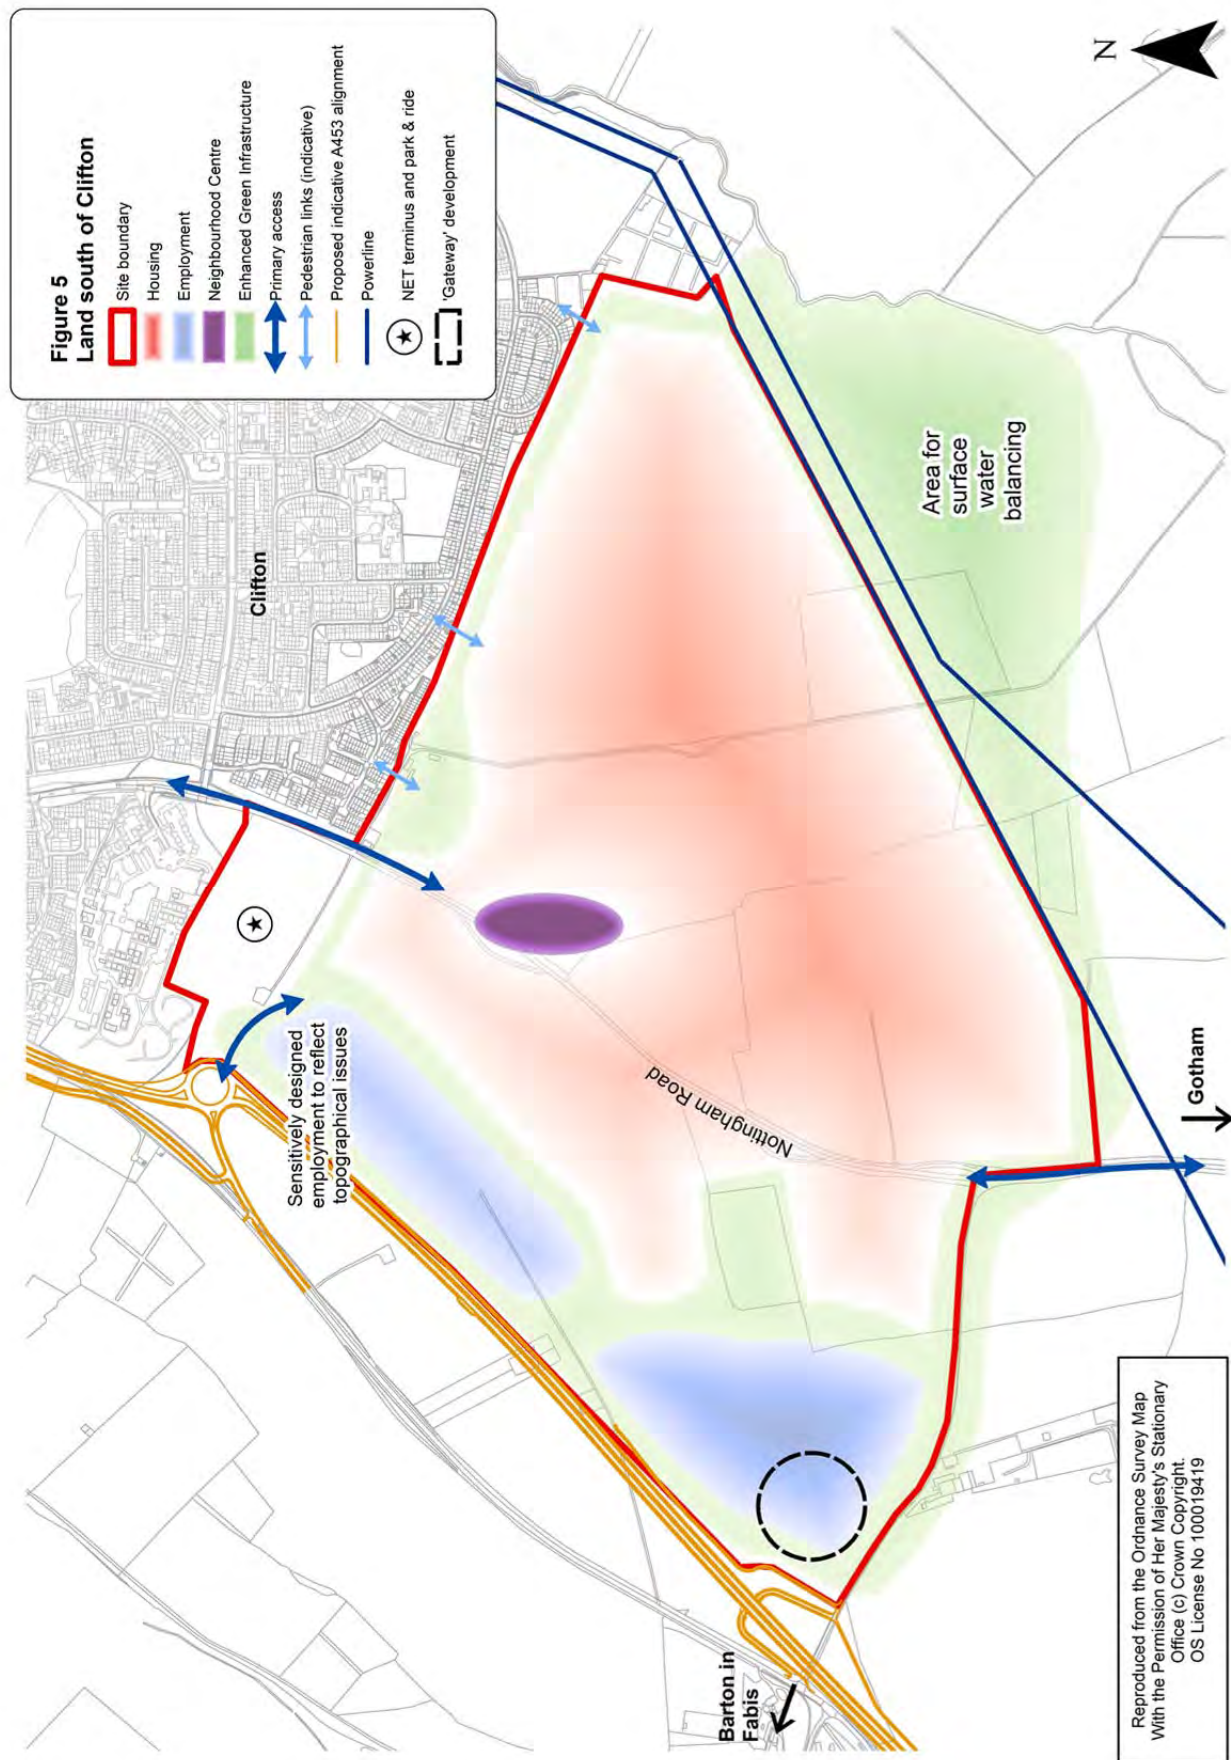 Figure 5
Land south of Clifton
Site boundary
Housing
Employment
Neighbourhood Centre
Enhanced Green Infrastructure
Primary access
Pedestrian links (indicative)
Proposed indicative A453 alignment
Powerline
NET terminus and park & ride
'Gateway' development
N
Clifton
Sensitively designed
employment to reflect
topographical issues
Nottingham Road
Area for
surface
water
balancing
Gotham
Barton in
Fabis
Reproduced from the Ordnance Survey Map
With the Permission of Her Majesty's Stationary
Office (c) Crown Copyright.
OS License No 100019419